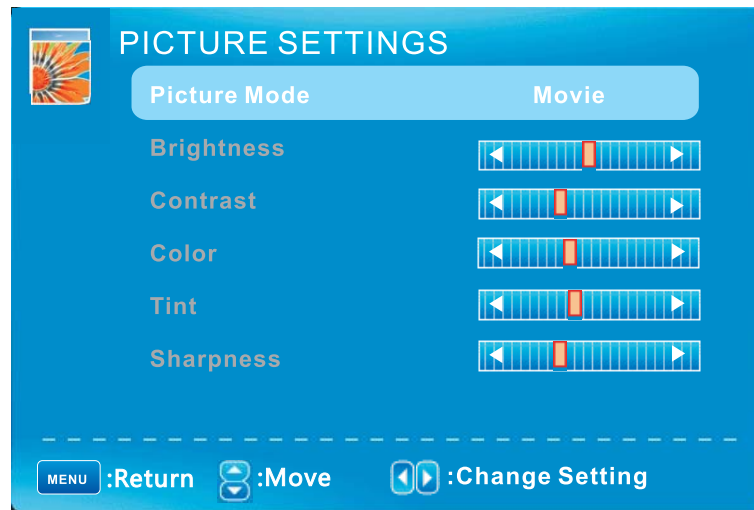 PICTURE SETTINGS
Picture Mode Movie
Brightness
Contrast
Color
Tint
Sharpness
MENU :Return :Move :Change Setting